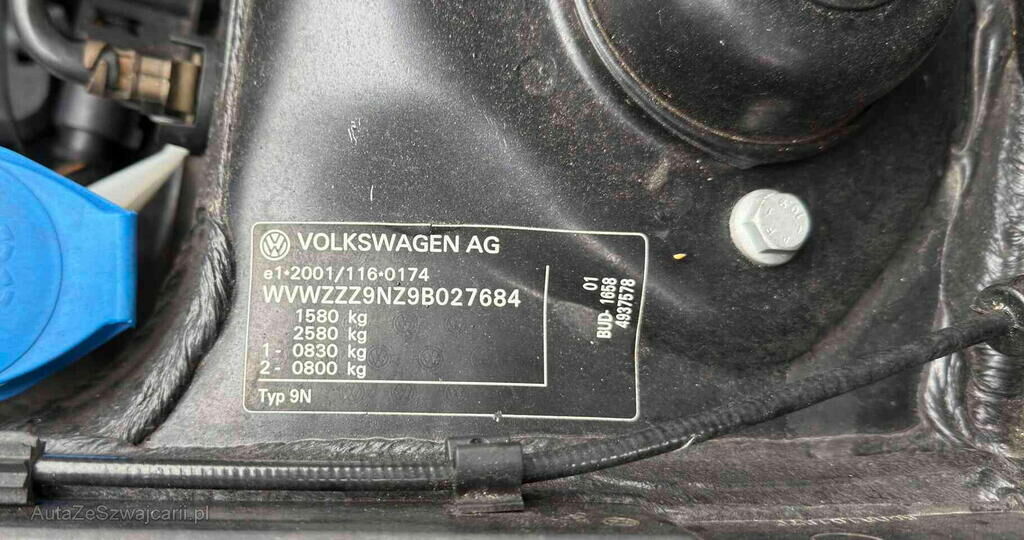 VOLKSWAGEN AG
e1*2001/116*0174
WVWZZZ9NZ9B027684
1580 kg
2580 kg
1- 0830 kg
2- 0800 kg
Typ 9N
01
BUD- 1658
4937578
AutaZeSzwajcarii.pl